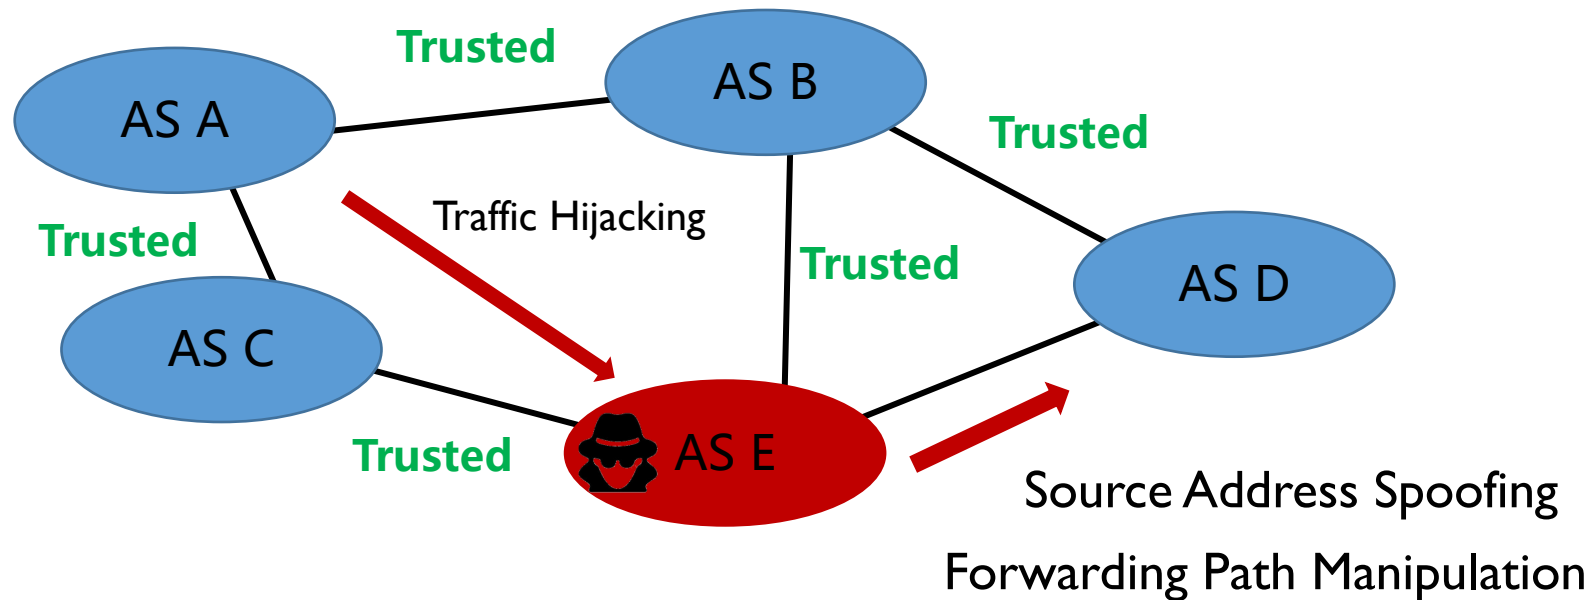 Trusted
AS B
AS A
Trusted
Traffic Hijacking
Trusted
Trusted
AS D
AS C
Trusted
AS E
Source Address Spoofing
Forwarding Path Manipulation